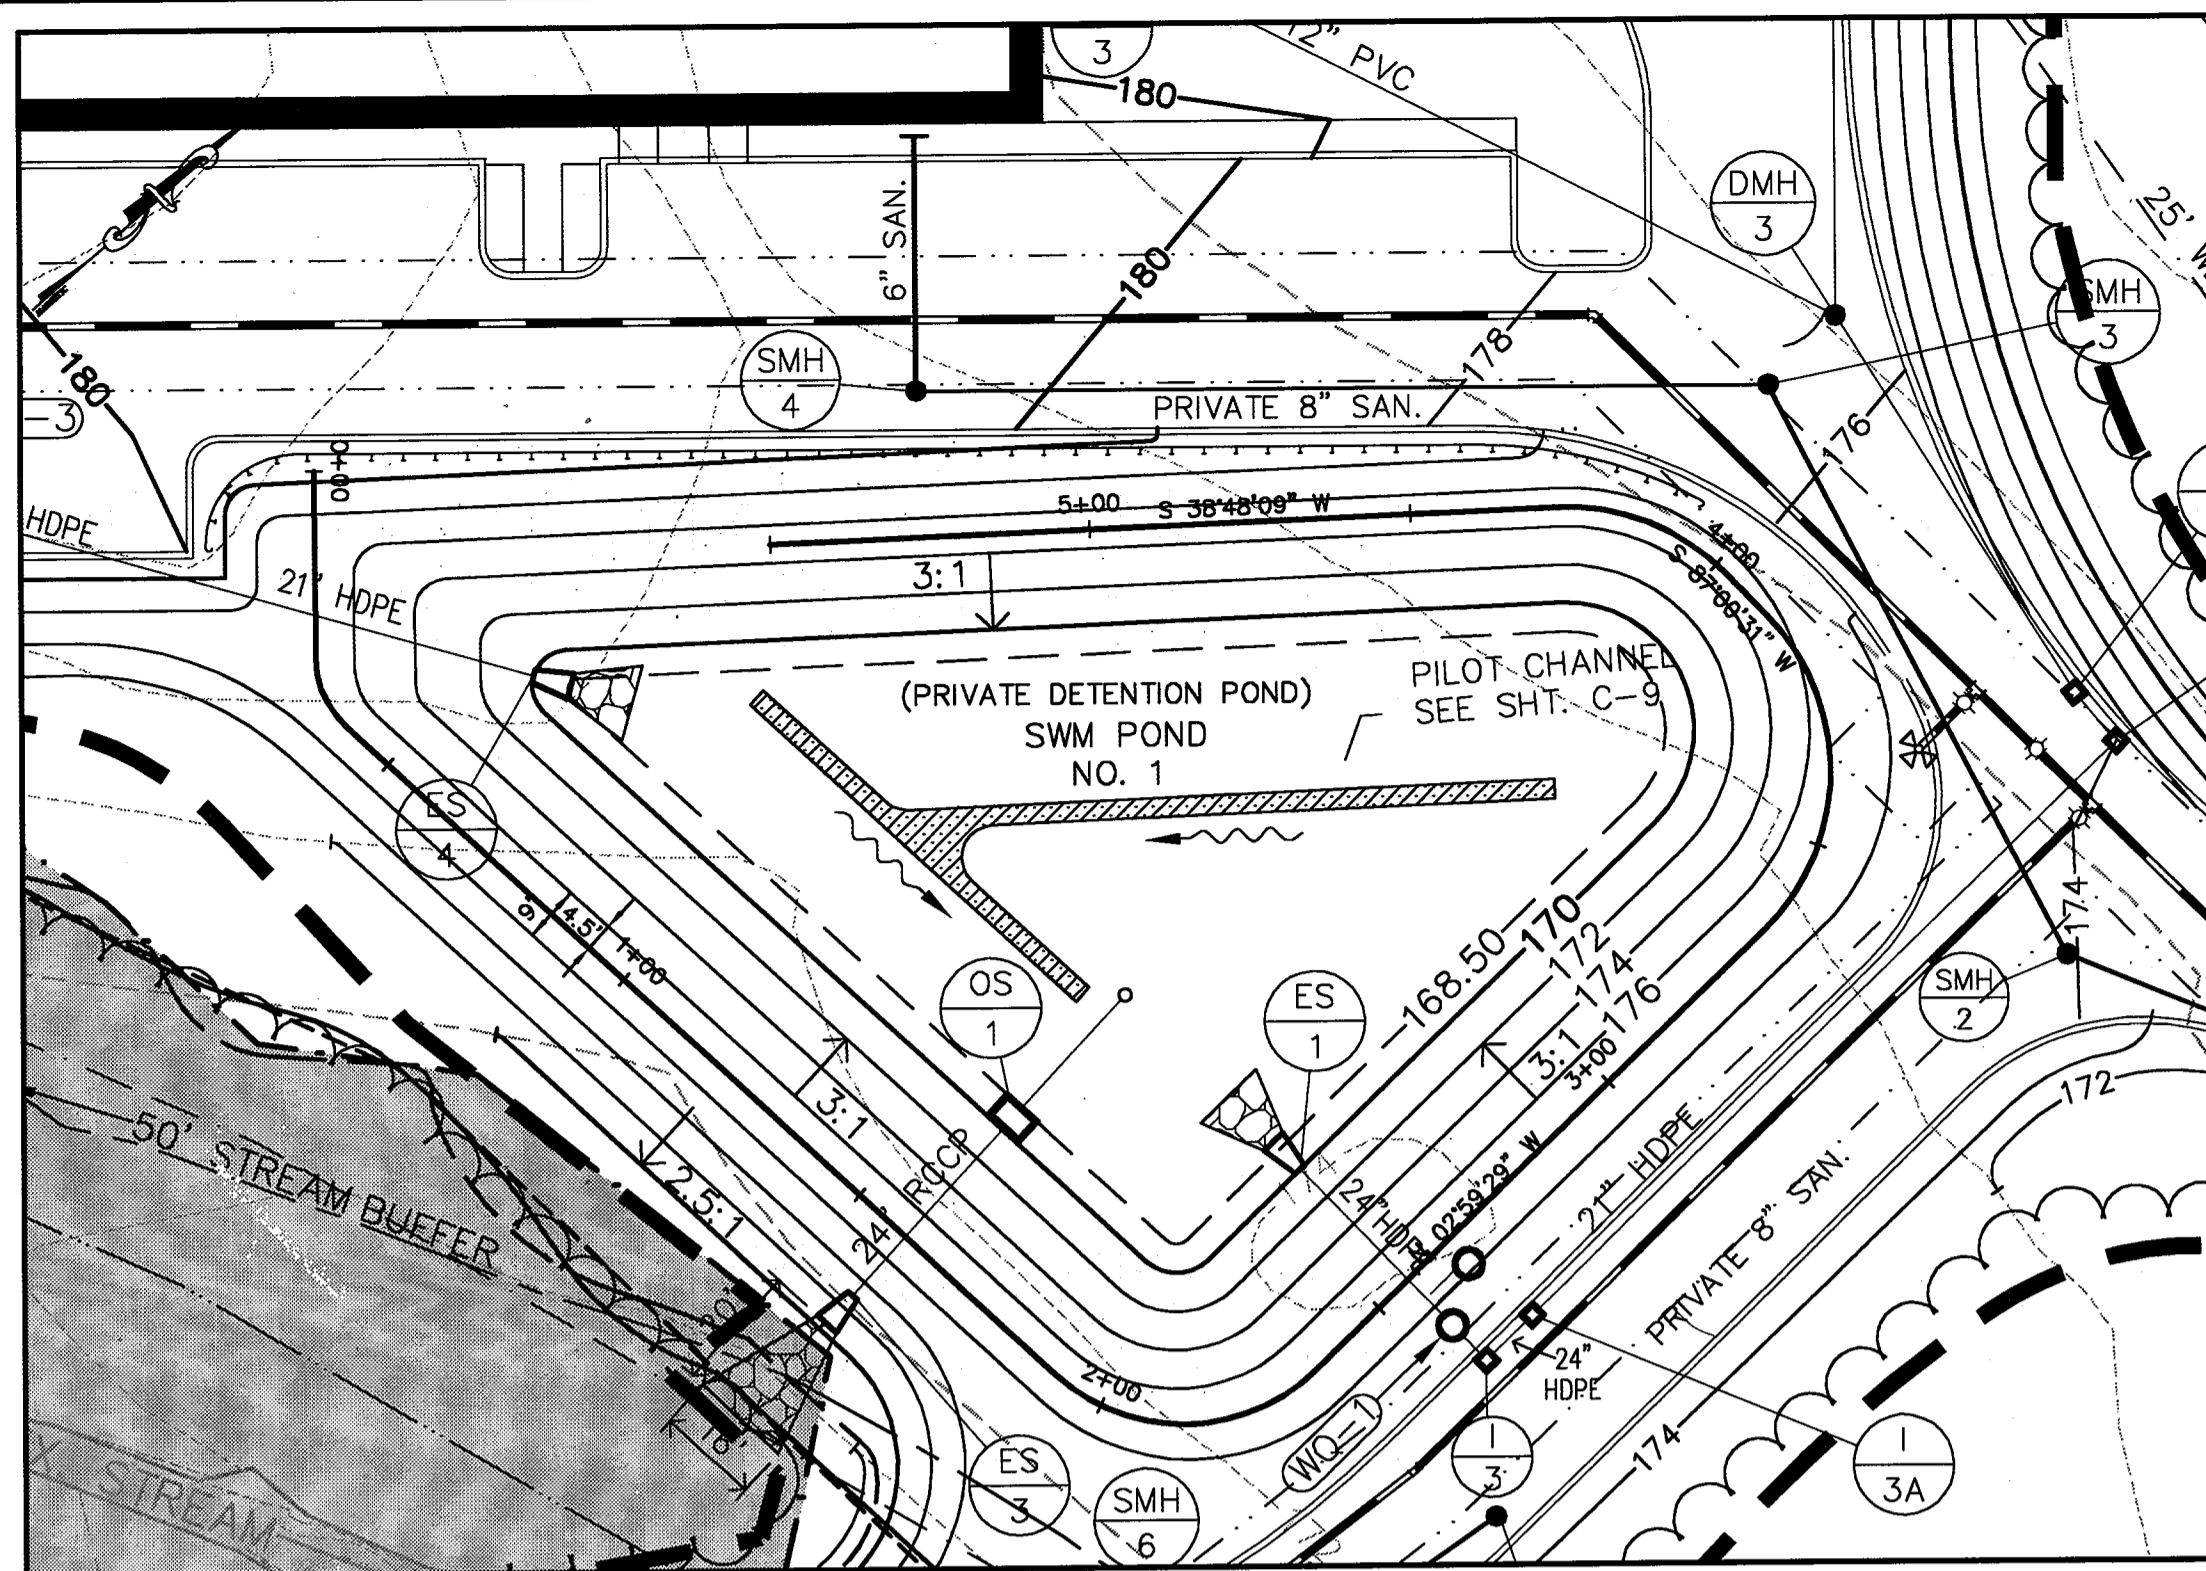 3
12" PVC
180
DMH
3
25'
6" SAN.
180
SMH
3
180
SMH
4
178
-3
PRIVATE 8" SAN.
176
0+00
HDPE
5+00
S 38°48'09" W
4+00
S 87°00'31" W
21" HDPE
3:1
(PRIVATE DETENTION POND)
SWM POND
NO. 1
PILOT CHANNEL
SEE SHT. C-9
ES
4
174
6'
4.5'
1+00
168.50
170
172
174
176
OS
1
ES
1
SMH
2
3:1
3:1
3+00
172
50' STREAM BUFFER
2.5:1
24" RCCP
24" HDPE
02°59'29" W
21" HDPE
PRIVATE 8" SAN.
2+00
24"
HDPE
WQ-1
18'
I
3
174
I
3A
ES
3
SMH
6
STREAM